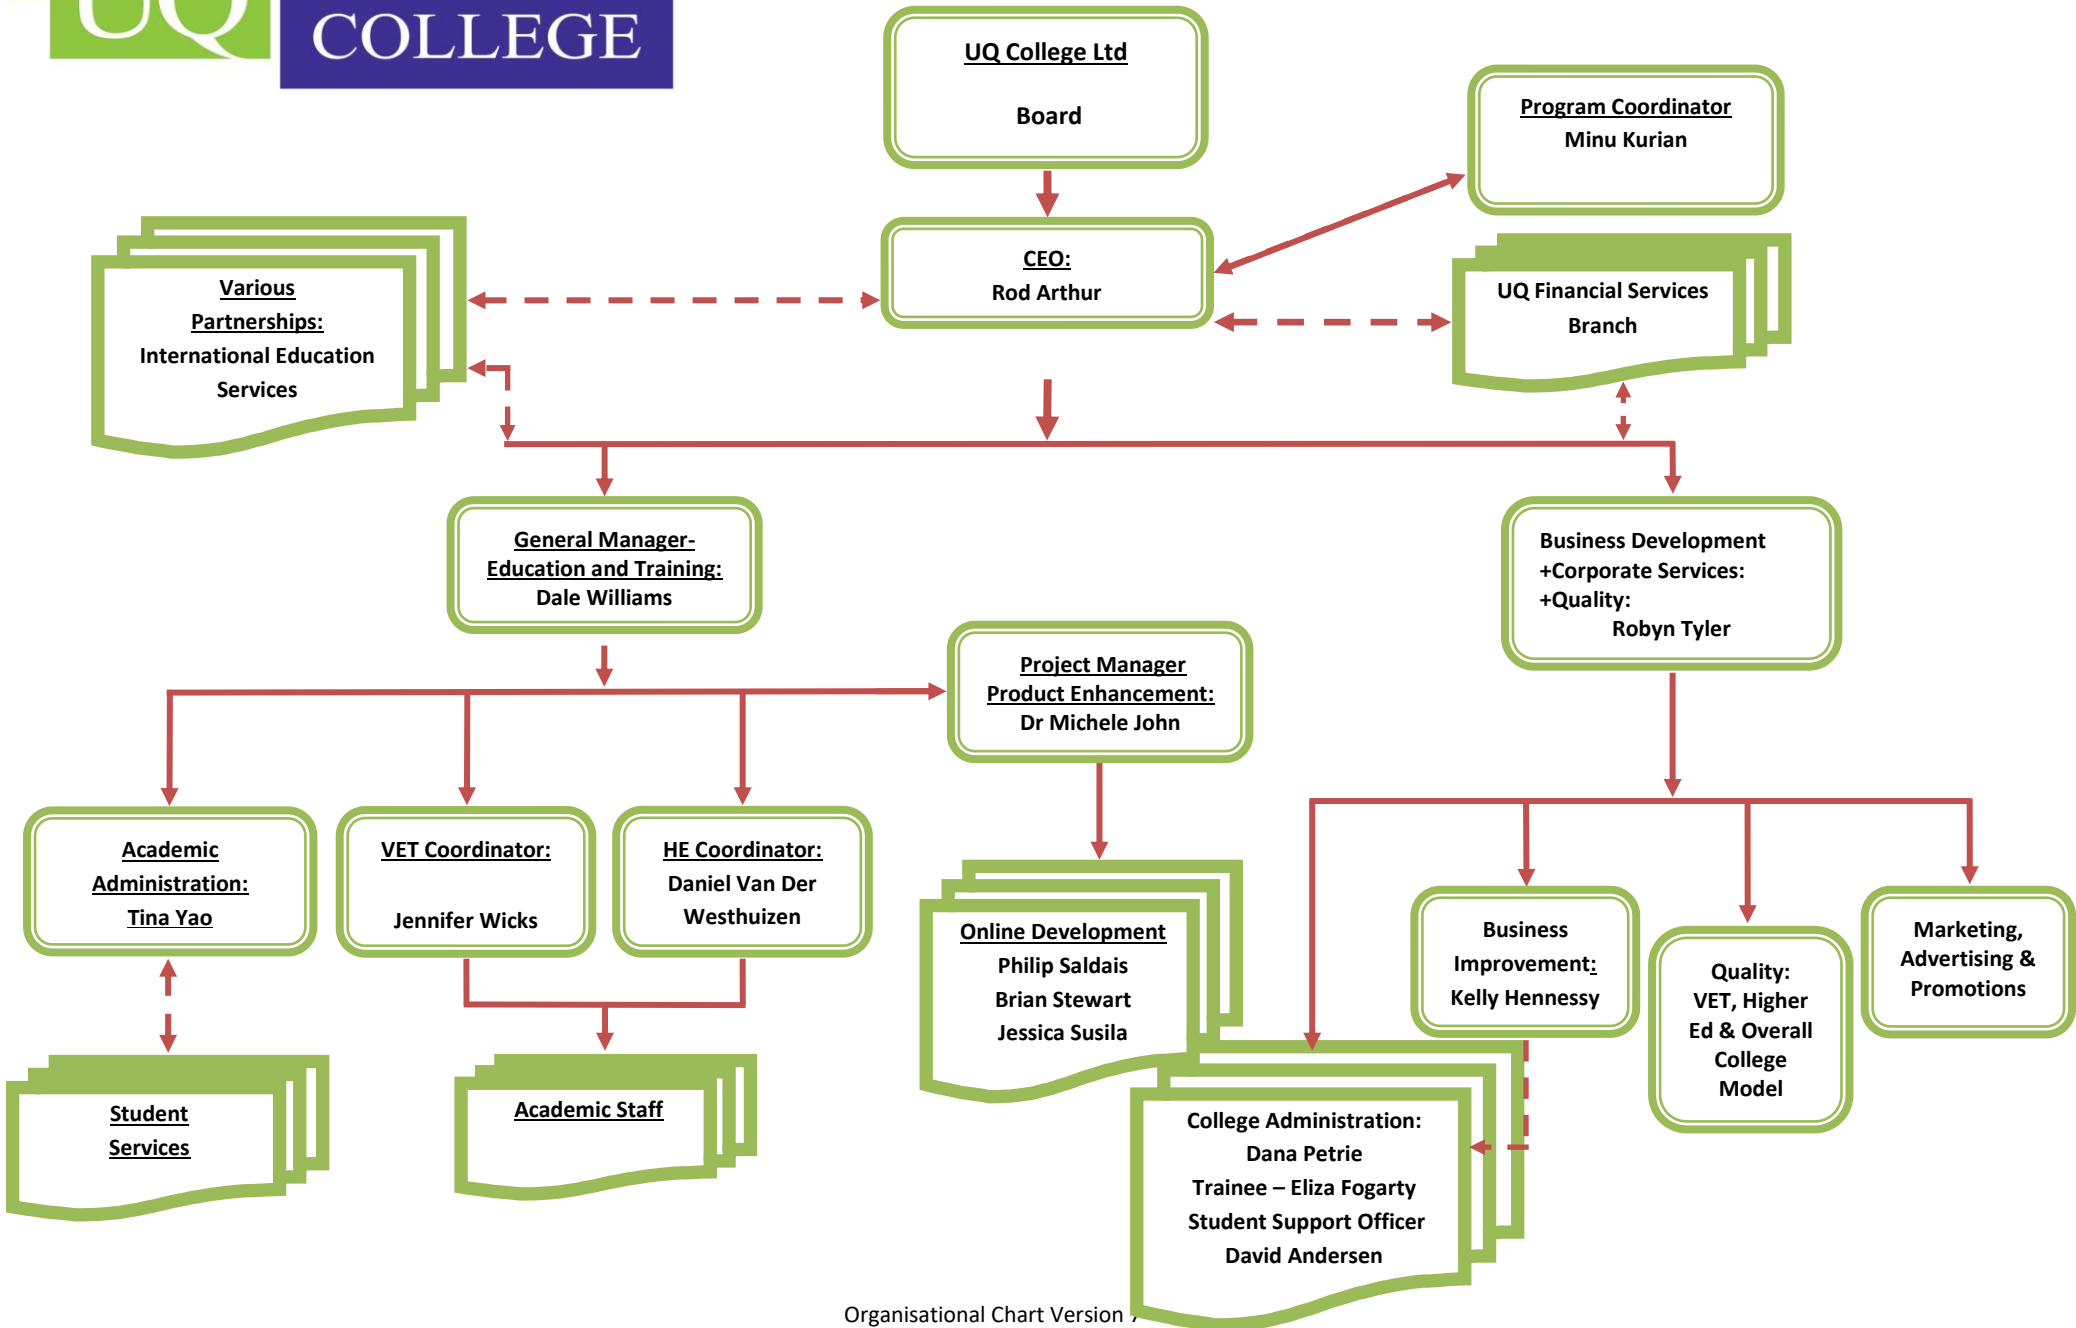 UQ
COLLEGE
UQ College Ltd
Board
Program Coordinator
Minu Kurian
CEO:
Rod Arthur
Various
Partnerships:
International Education
Services
UQ Financial Services
Branch
General Manager-
Education and Training:
Dale Williams
Business Development
+Corporate Services:
+Quality:
Robyn Tyler
Project Manager
Product Enhancement:
Dr Michele John
Academic
Administration:
Tina Yao
VET Coordinator:
Jennifer Wicks
HE Coordinator:
Daniel Van Der
Westhuizen
Online Development
Philip Saldais
Brian Stewart
Jessica Susila
Business
Improvement:
Kelly Hennessy
Quality:
VET, Higher
Ed & Overall
College
Model
Marketing,
Advertising &
Promotions
Student
Services
Academic Staff
College Administration:
Dana Petrie
Trainee – Eliza Fogarty
Student Support Officer
David Andersen
Organisational Chart Version